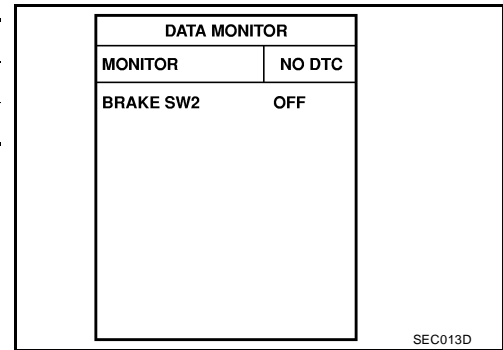 DATA MONITOR
MONITOR NO DTC
BRAKE SW2 OFF
SEC013D